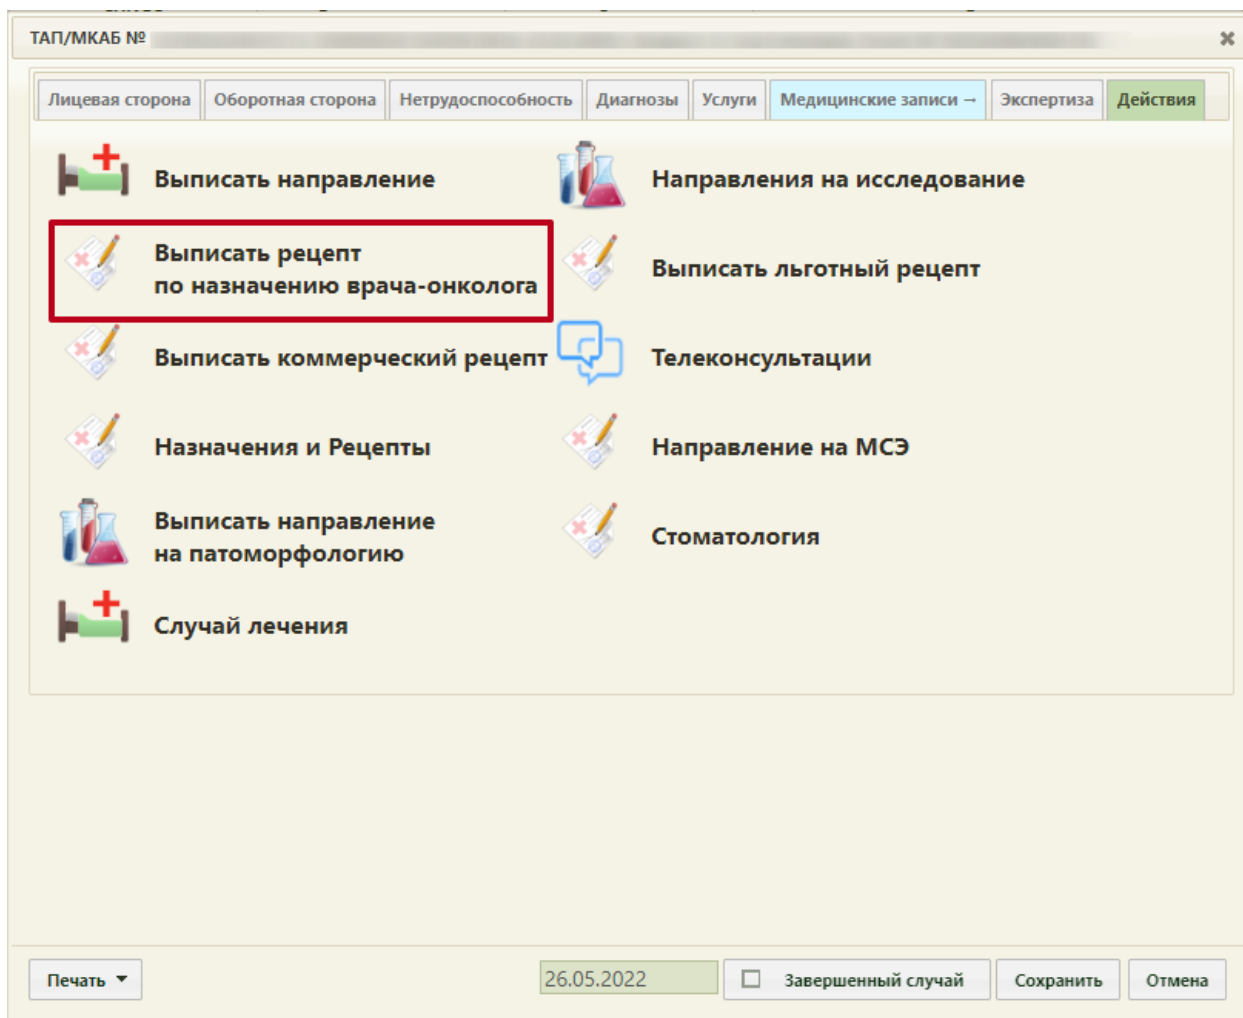 ТАП/МКАБ №
Лицевая сторона Оборотная сторона Нетрудоспособность Диагнозы Услуги Медицинские записи → Экспертиза Действия
Выписать направление
Направления на исследование
Выписать рецепт
по назначению врача-онколога
Выписать льготный рецепт
Выписать коммерческий рецепт
Телеконсультации
Назначения и Рецепты
Направление на МСЭ
Выписать направление
на патоморфологию
Стоматология
Случай лечения
Печать 26.05.2022 Завершенный случай Сохранить Отмена